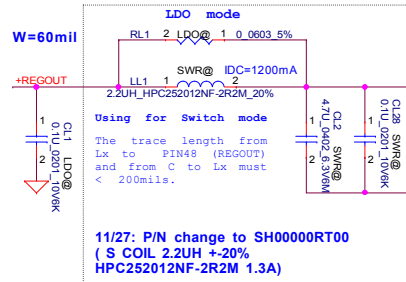 LDO mode
W=60mil
RL1 2 LDO@ 1 0_0603_5%
+REGOUT
LL1 1 SWR@ 2 IDC=1200mA
2.2UH_HPC252012NF-2R2M_20%
Using for Switch mode
The trace length from
Lx to PIN48 (REGOUT)
and from C to Lx must
< 200mils.
1
2
CL1 LDO@
0.1U_0201_10V6K
1
2
CL2 SWR@
4.7U_0402_6.3V6M
1
2
CL28 SWR@
0.1U_0201_10V6K
11/27: P/N change to SH00000RT00
( S COIL 2.2UH +-20%
HPC252012NF-2R2M 1.3A)